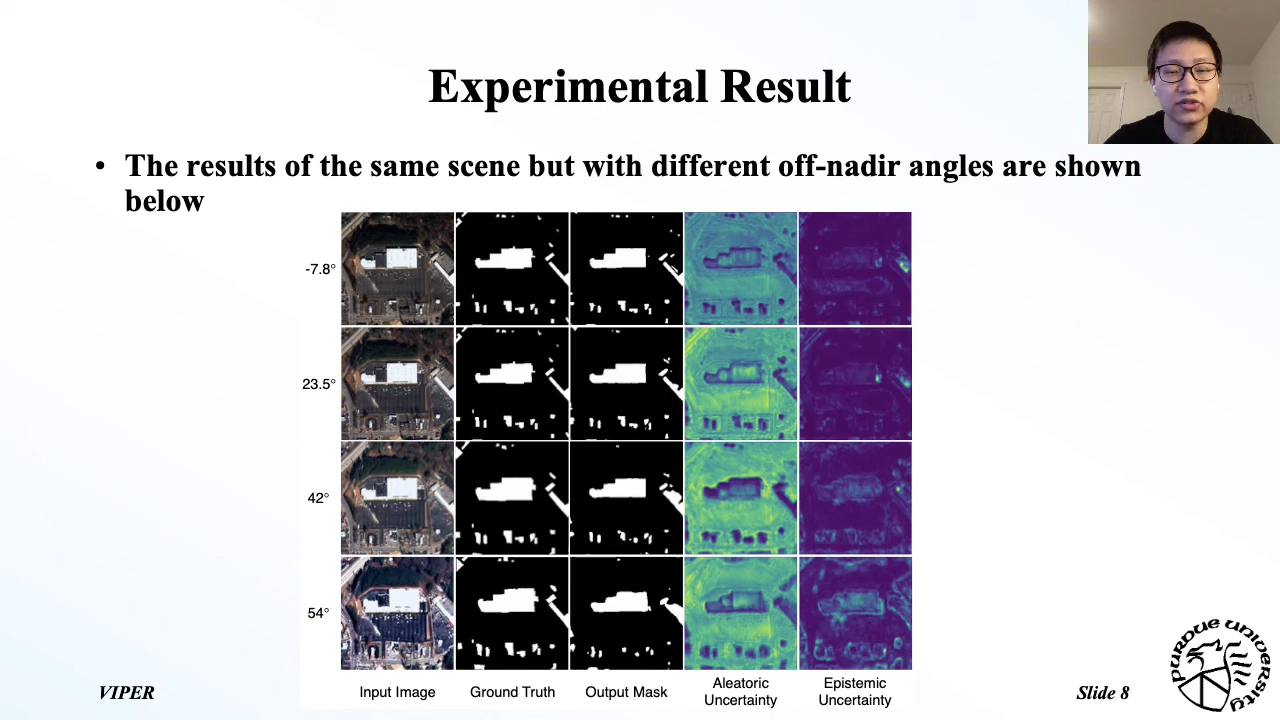 Experimental Result
• The results of the same scene but with different off-nadir angles are shown
below
-7.8°
23.5°
42°
54°
Input Image
Ground Truth
Output Mask
Aleatoric
Uncertainty
Epistemic
Uncertainty
VIPER
Slide 8
PURDUE UNIVERSITY